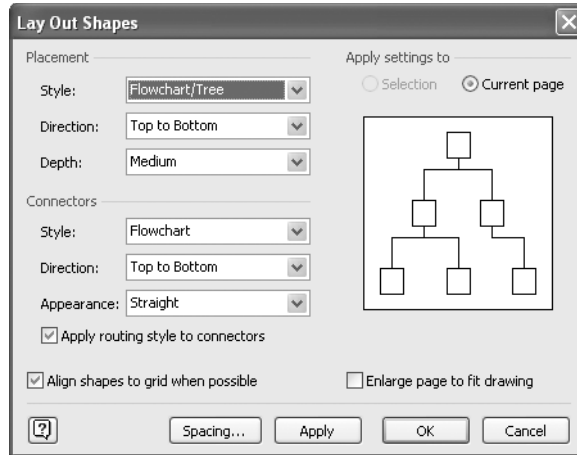 Lay Out Shapes
Placement
Style: Flowchart/Tree
Direction: Top to Bottom
Depth: Medium
Connectors
Style: Flowchart
Direction: Top to Bottom
Appearance: Straight
Apply routing style to connectors
Align shapes to grid when possible
Apply settings to
Selection Current page
Enlarge page to fit drawing
Spacing... Apply OK Cancel